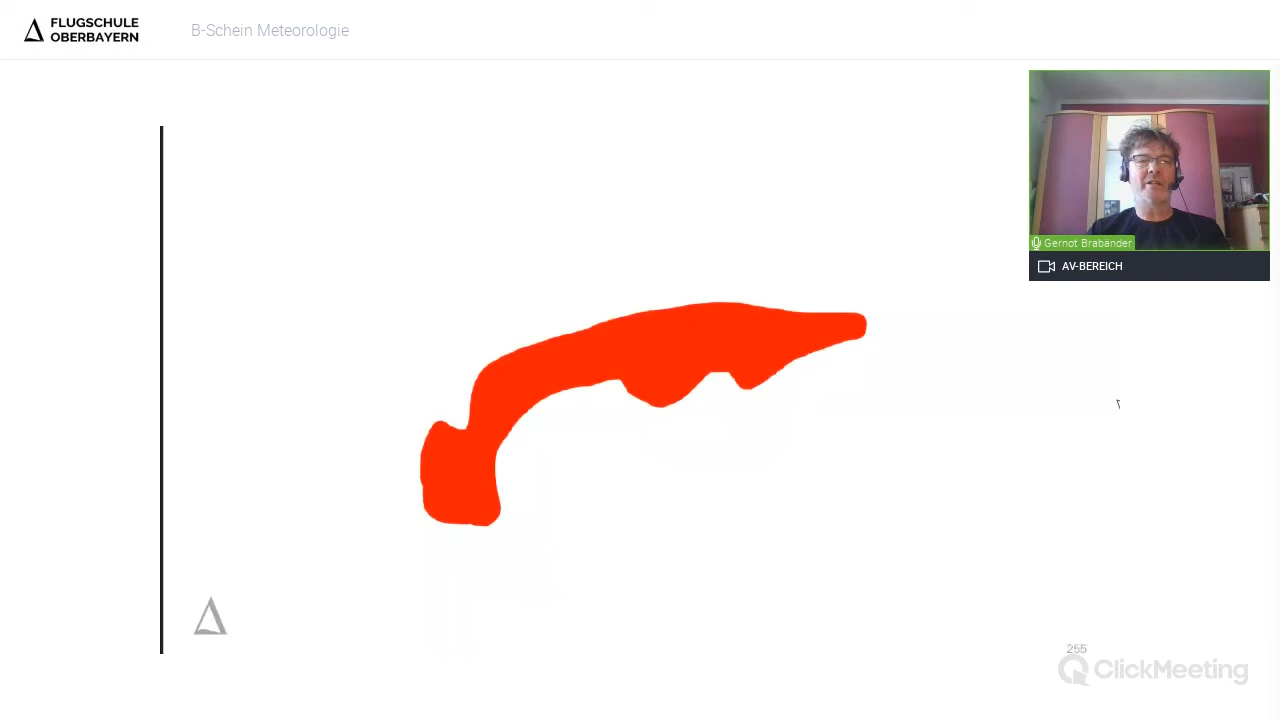 FLUGSCHULE
OBERBAYERN
B-Schein Meteorologie
Gernot Brabänder
AV-BEREICH
255
ClickMeeting